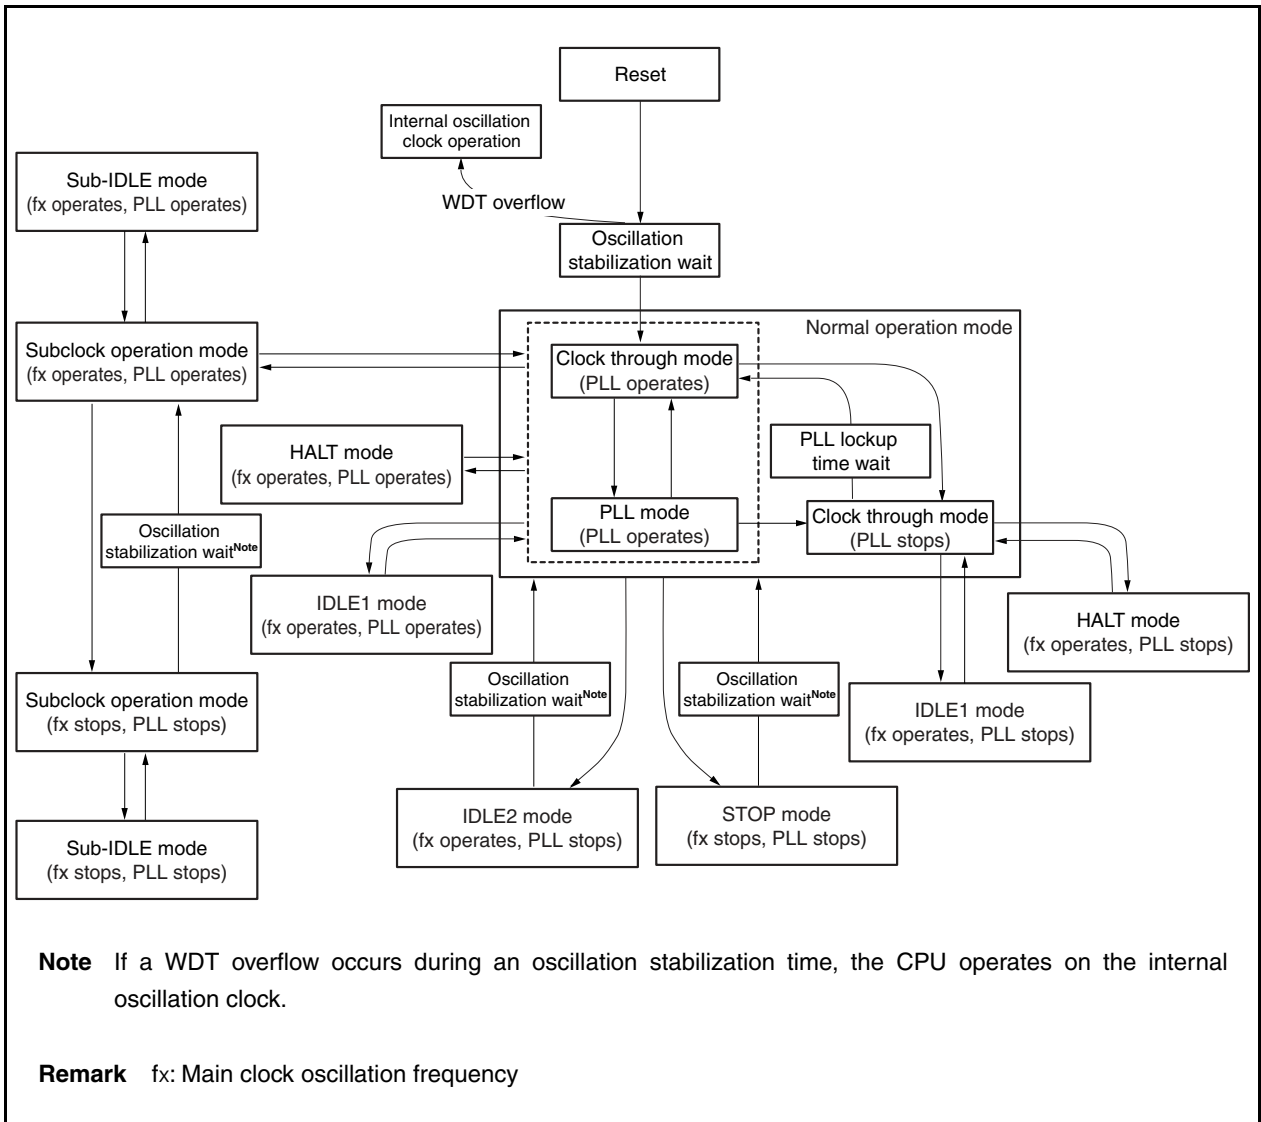 Reset
Internal oscillation
clock operation
WDT overflow
Sub-IDLE mode
(fx operates, PLL operates)
Oscillation
stabilization wait
Normal operation mode
Subclock operation mode
(fx operates, PLL operates)
Clock through mode
(PLL operates)
HALT mode
(fx operates, PLL operates)
PLL lockup
time wait
PLL mode
(PLL operates)
Clock through mode
(PLL stops)
Oscillation
stabilization waitNote
IDLE1 mode
(fx operates, PLL operates)
HALT mode
(fx operates, PLL stops)
Oscillation
stabilization waitNote
Oscillation
stabilization waitNote
Subclock operation mode
(fx stops, PLL stops)
IDLE1 mode
(fx operates, PLL stops)
IDLE2 mode
(fx operates, PLL stops)
STOP mode
(fx stops, PLL stops)
Sub-IDLE mode
(fx stops, PLL stops)
Note If a WDT overflow occurs during an oscillation stabilization time, the CPU operates on the internal
oscillation clock.
Remark fx: Main clock oscillation frequency